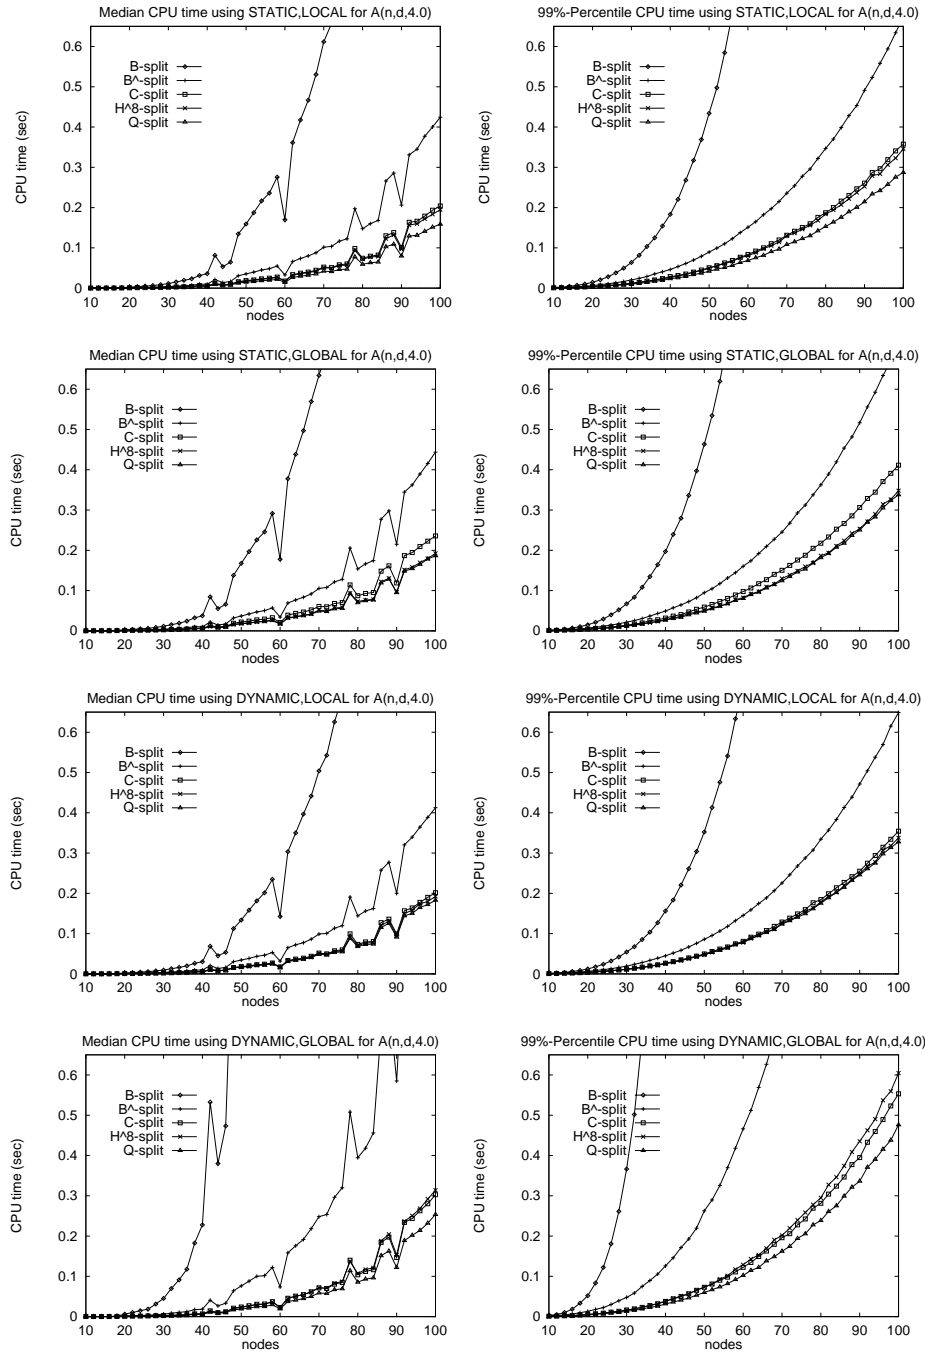 Median CPU time using STATIC,LOCAL for A(n,d,4.0)
0.6
0.5
0.4
0.3
0.2
0.1
0
CPU time (sec)
B-split
B^-split
C-split
H^8-split
Q-split
10 20 30 40 50 60 70 80 90 100
nodes
99%-Percentile CPU time using STATIC,LOCAL for A(n,d,4.0)
0.6
0.5
0.4
0.3
0.2
0.1
0
CPU time (sec)
B-split
B^-split
C-split
H^8-split
Q-split
10 20 30 40 50 60 70 80 90 100
nodes
Median CPU time using STATIC,GLOBAL for A(n,d,4.0)
0.6
0.5
0.4
0.3
0.2
0.1
0
CPU time (sec)
B-split
B^-split
C-split
H^8-split
Q-split
10 20 30 40 50 60 70 80 90 100
nodes
99%-Percentile CPU time using STATIC,GLOBAL for A(n,d,4.0)
0.6
0.5
0.4
0.3
0.2
0.1
0
CPU time (sec)
B-split
B^-split
C-split
H^8-split
Q-split
10 20 30 40 50 60 70 80 90 100
nodes
Median CPU time using DYNAMIC,LOCAL for A(n,d,4.0)
0.6
0.5
0.4
0.3
0.2
0.1
0
CPU time (sec)
B-split
B^-split
C-split
H^8-split
Q-split
10 20 30 40 50 60 70 80 90 100
nodes
99%-Percentile CPU time using DYNAMIC,LOCAL for A(n,d,4.0)
0.6
0.5
0.4
0.3
0.2
0.1
0
CPU time (sec)
B-split
B^-split
C-split
H^8-split
Q-split
10 20 30 40 50 60 70 80 90 100
nodes
Median CPU time using DYNAMIC,GLOBAL for A(n,d,4.0)
0.6
0.5
0.4
0.3
0.2
0.1
0
CPU time (sec)
B-split
B^-split
C-split
H^8-split
Q-split
10 20 30 40 50 60 70 80 90 100
nodes
99%-Percentile CPU time using DYNAMIC,GLOBAL for A(n,d,4.0)
0.6
0.5
0.4
0.3
0.2
0.1
0
CPU time (sec)
B-split
B^-split
C-split
H^8-split
Q-split
10 20 30 40 50 60 70 80 90 100
nodes